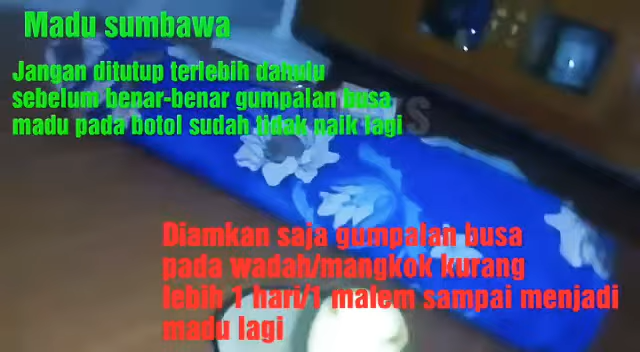 Madu sumbawa
Jangan ditutup terlebih dahulu
sebelum benar-benar gumpalan busa
madu pada botol sudah tidak naik lagi
Diamkan saja gumpalan busa
pada wadah/mangkok kurang
lebih 1 hari/1 malem sampai menjadi
madu lagi